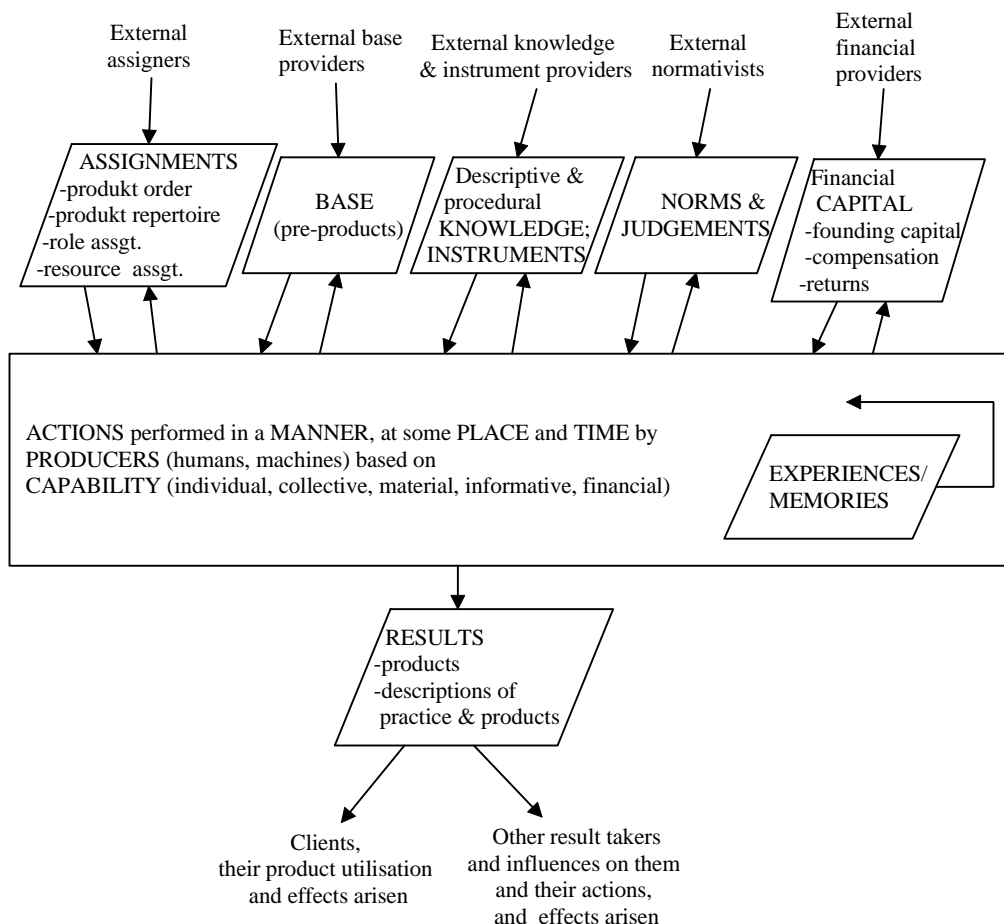 External
assigners
External base
providers
External knowledge
& instrument providers
External
normativists
External
financial
providers
ASSIGNMENTS
-produkt order
-produkt repertoire
-role assgt.
-resource assgt.
BASE
(pre-products)
Descriptive &
procedural
KNOWLEDGE;
INSTRUMENTS
NORMS &
JUDGEMENTS
Financial
CAPITAL
-founding capital
-compensation
-returns
ACTIONS performed in a MANNER, at some PLACE and TIME by
PRODUCERS (humans, machines) based on
CAPABILITY (individual, collective, material, informative, financial)
EXPERIENCES/
MEMORIES
RESULTS
-products
-descriptions of
practice & products
Clients,
their product utilisation
and effects arisen
Other result takers
and influences on them
and their actions,
and effects arisen